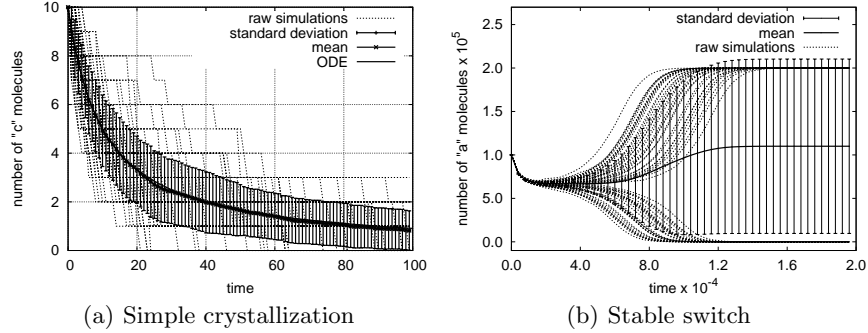 raw simulations
standard deviation
mean
ODE
number of "c" molecules
10
8
6
4
2
0
0 20 40 60 80 100
time
(a) Simple crystallization
standard deviation
mean
raw simulations
number of "a" molecules x 10^5
2.0
1.5
1.0
5.0
0.0
0.0 4.0 8.0 1.2 1.6 2.0
time x 10^-4
(b) Stable switch